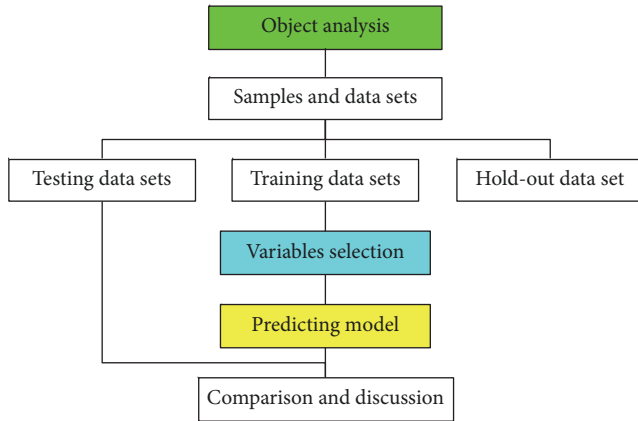 Object analysis
Samples and data sets
Testing data sets
Training data sets
Hold-out data set
Variables selection
Predicting model
Comparison and discussion